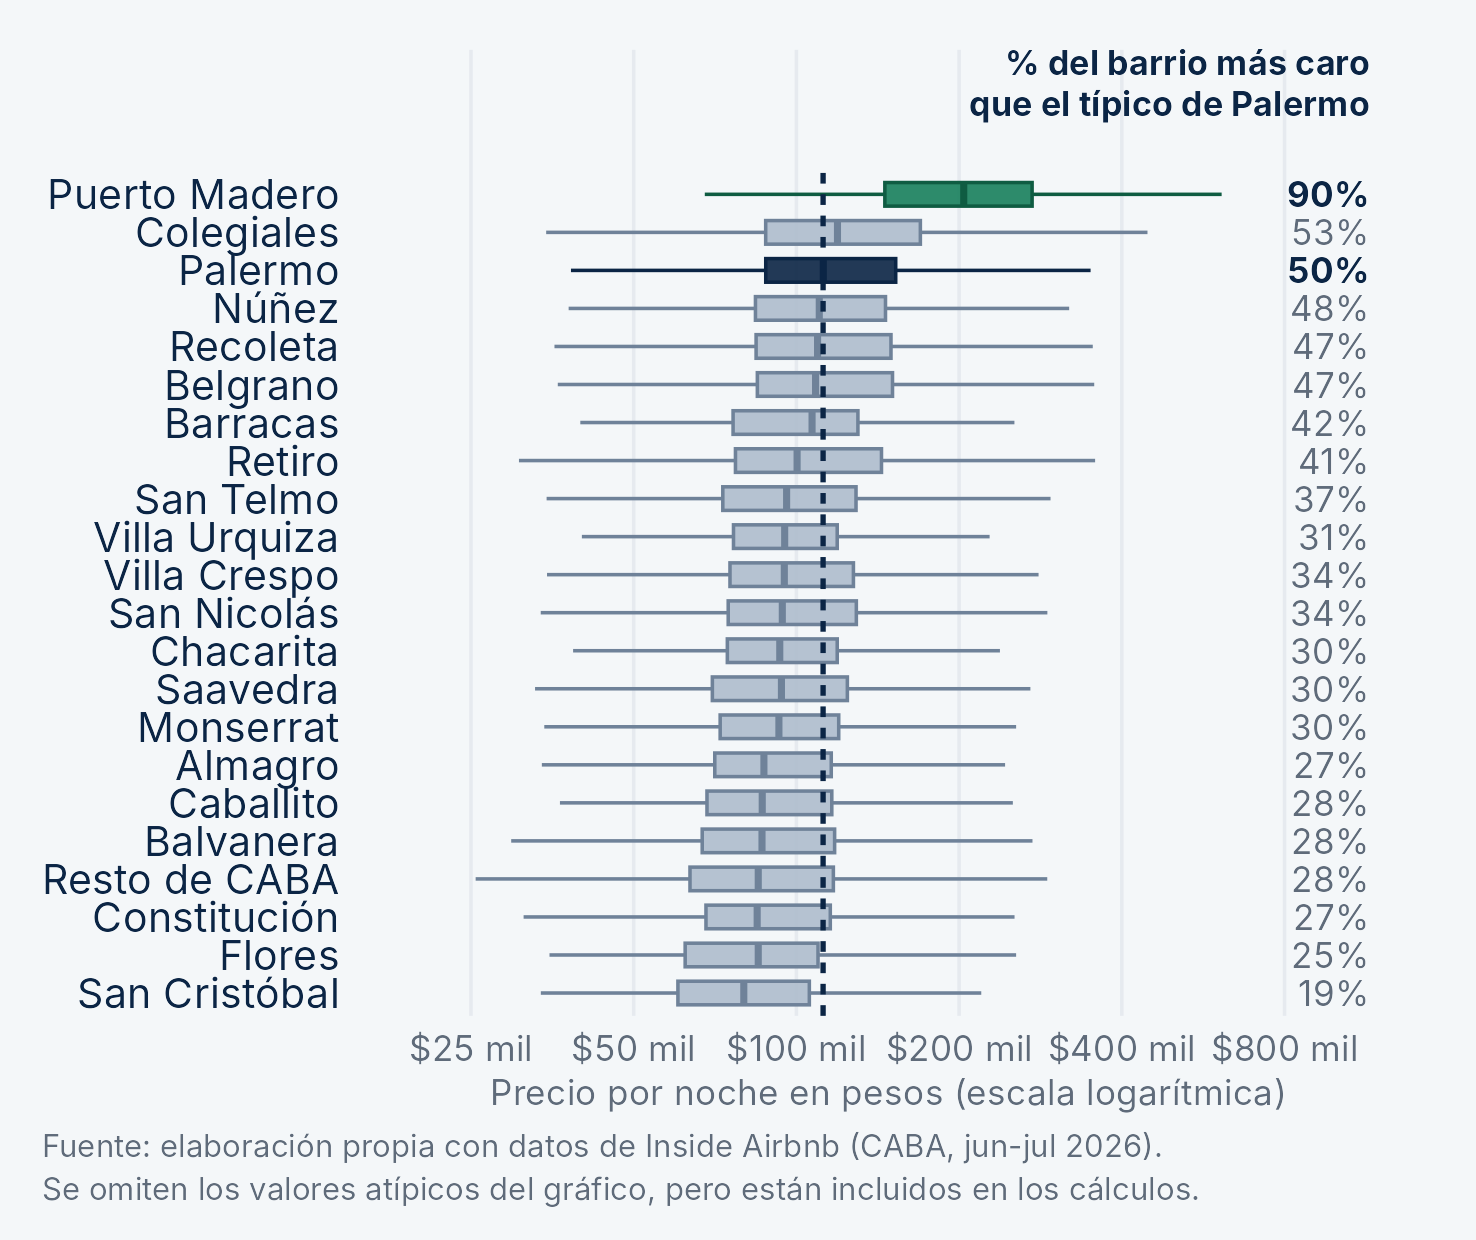 % del barrio más caro
que el típico de Palermo
Puerto Madero 90%
Colegiales 53%
Palermo 50%
Núñez 48%
Recoleta 47%
Belgrano 47%
Barracas 42%
Retiro 41%
San Telmo 37%
Villa Urquiza 31%
Villa Crespo 34%
San Nicolás 34%
Chacarita 30%
Saavedra 30%
Monserrat 30%
Almagro 27%
Caballito 28%
Balvanera 28%
Resto de CABA 28%
Constitución 27%
Flores 25%
San Cristóbal 19%
$25 mil $50 mil $100 mil $200 mil $400 mil $800 mil
Precio por noche en pesos (escala logarítmica)
Fuente: elaboración propia con datos de Inside Airbnb (CABA, jun-jul 2026).
Se omiten los valores atípicos del gráfico, pero están incluidos en los cálculos.